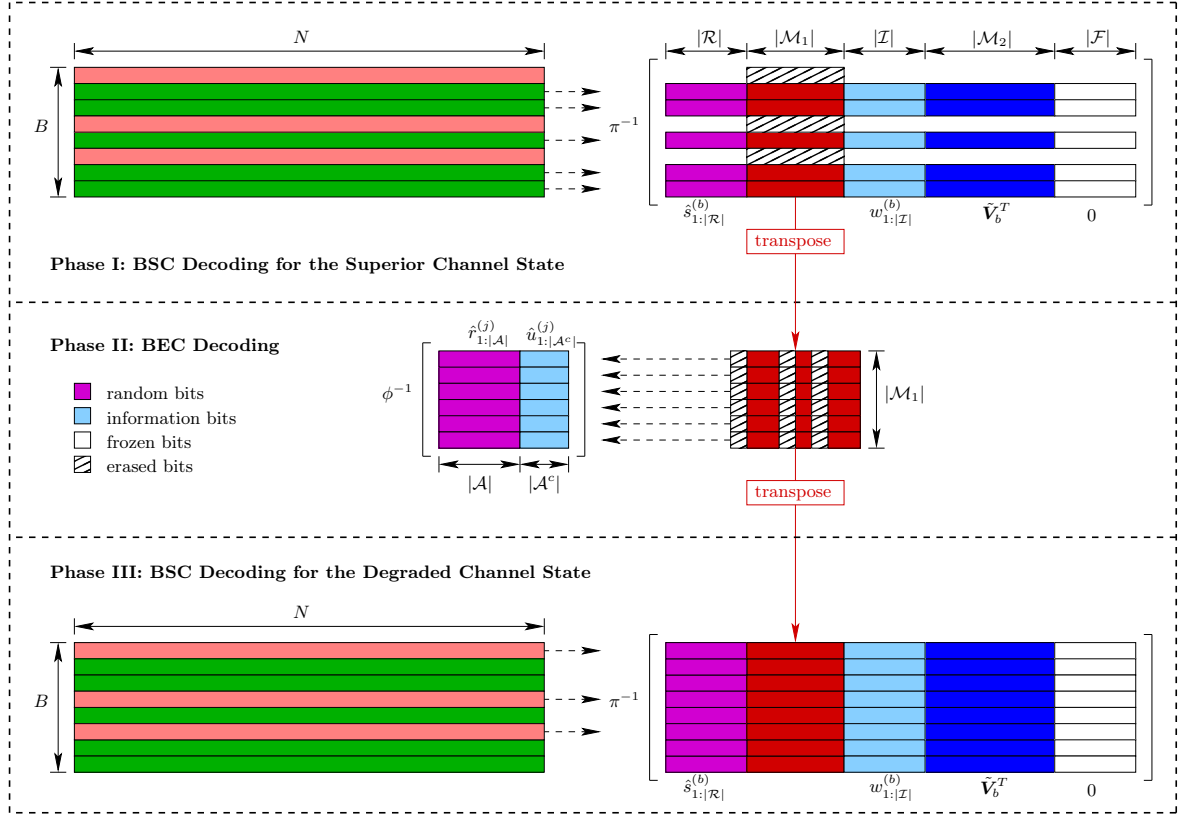 N
|ℛ| |ℳ₁| |ℐ| |ℳ₂| |ℱ|
B
π⁻¹
ŝ^{(b)}_{1:|ℛ|} w^{(b)}_{1:|ℐ|} Ṽ_b^T 0
transpose
Phase I: BSC Decoding for the Superior Channel State
r̂^{(j)}_{1:|𝒜|} û^{(j)}_{1:|𝒜^c|}
Phase II: BEC Decoding
φ⁻¹
|ℳ₁|
random bits
information bits
frozen bits
erased bits
|𝒜| |𝒜^c|
transpose
Phase III: BSC Decoding for the Degraded Channel State
N
B
π⁻¹
ŝ^{(b)}_{1:|ℛ|} w^{(b)}_{1:|ℐ|} Ṽ_b^T 0